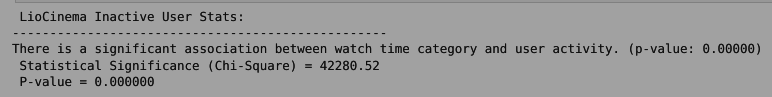 LioCinema Inactive User Stats:
--------------------------------------------------
There is a significant association between watch time category and user activity. (p-value: 0.00000)
Statistical Significance (Chi-Square) = 42280.52
P-value = 0.000000